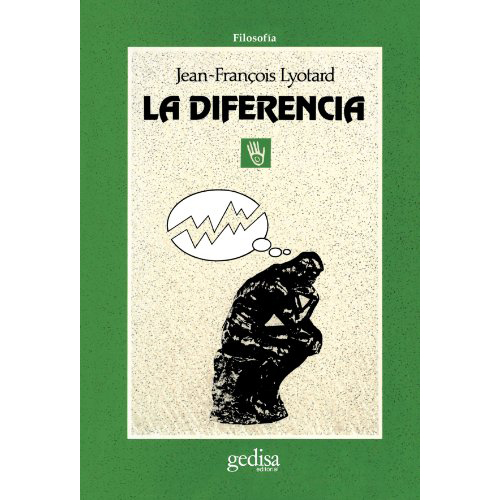 Filosofía
Jean-François Lyotard
LA DIFERENCIA
gedisa
editorial